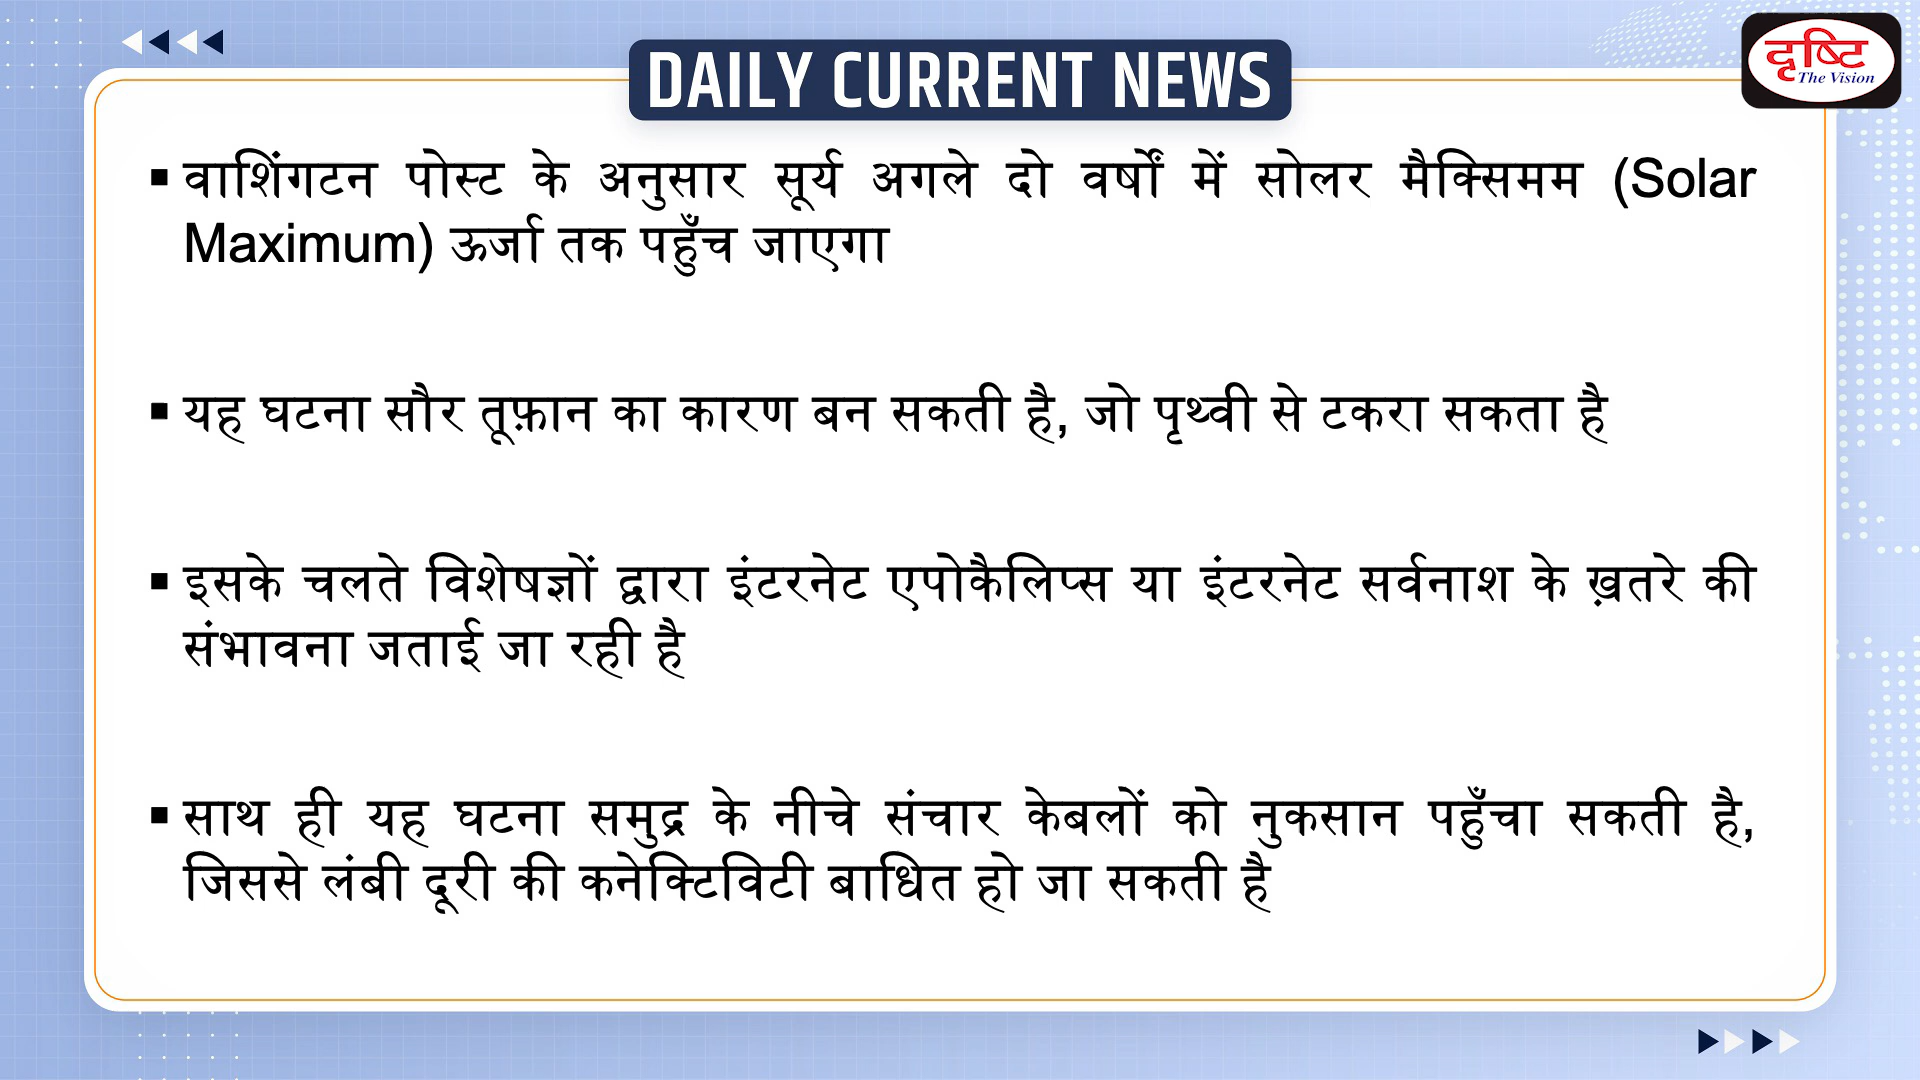 DAILY CURRENT NEWS
दृष्टि
The Vision
▪ वाशिंगटन पोस्ट के अनुसार सूर्य अगले दो वर्षों में सोलर मैक्सिमम (Solar
Maximum) ऊर्जा तक पहुँच जाएगा
▪ यह घटना सौर तूफ़ान का कारण बन सकती है, जो पृथ्वी से टकरा सकता है
▪ इसके चलते विशेषज्ञों द्वारा इंटरनेट एपोकैलिप्स या इंटरनेट सर्वनाश के ख़तरे की
संभावना जताई जा रही है
▪ साथ ही यह घटना समुद्र के नीचे संचार केबलों को नुकसान पहुँचा सकती है,
जिससे लंबी दूरी की कनेक्टिविटी बाधित हो जा सकती है